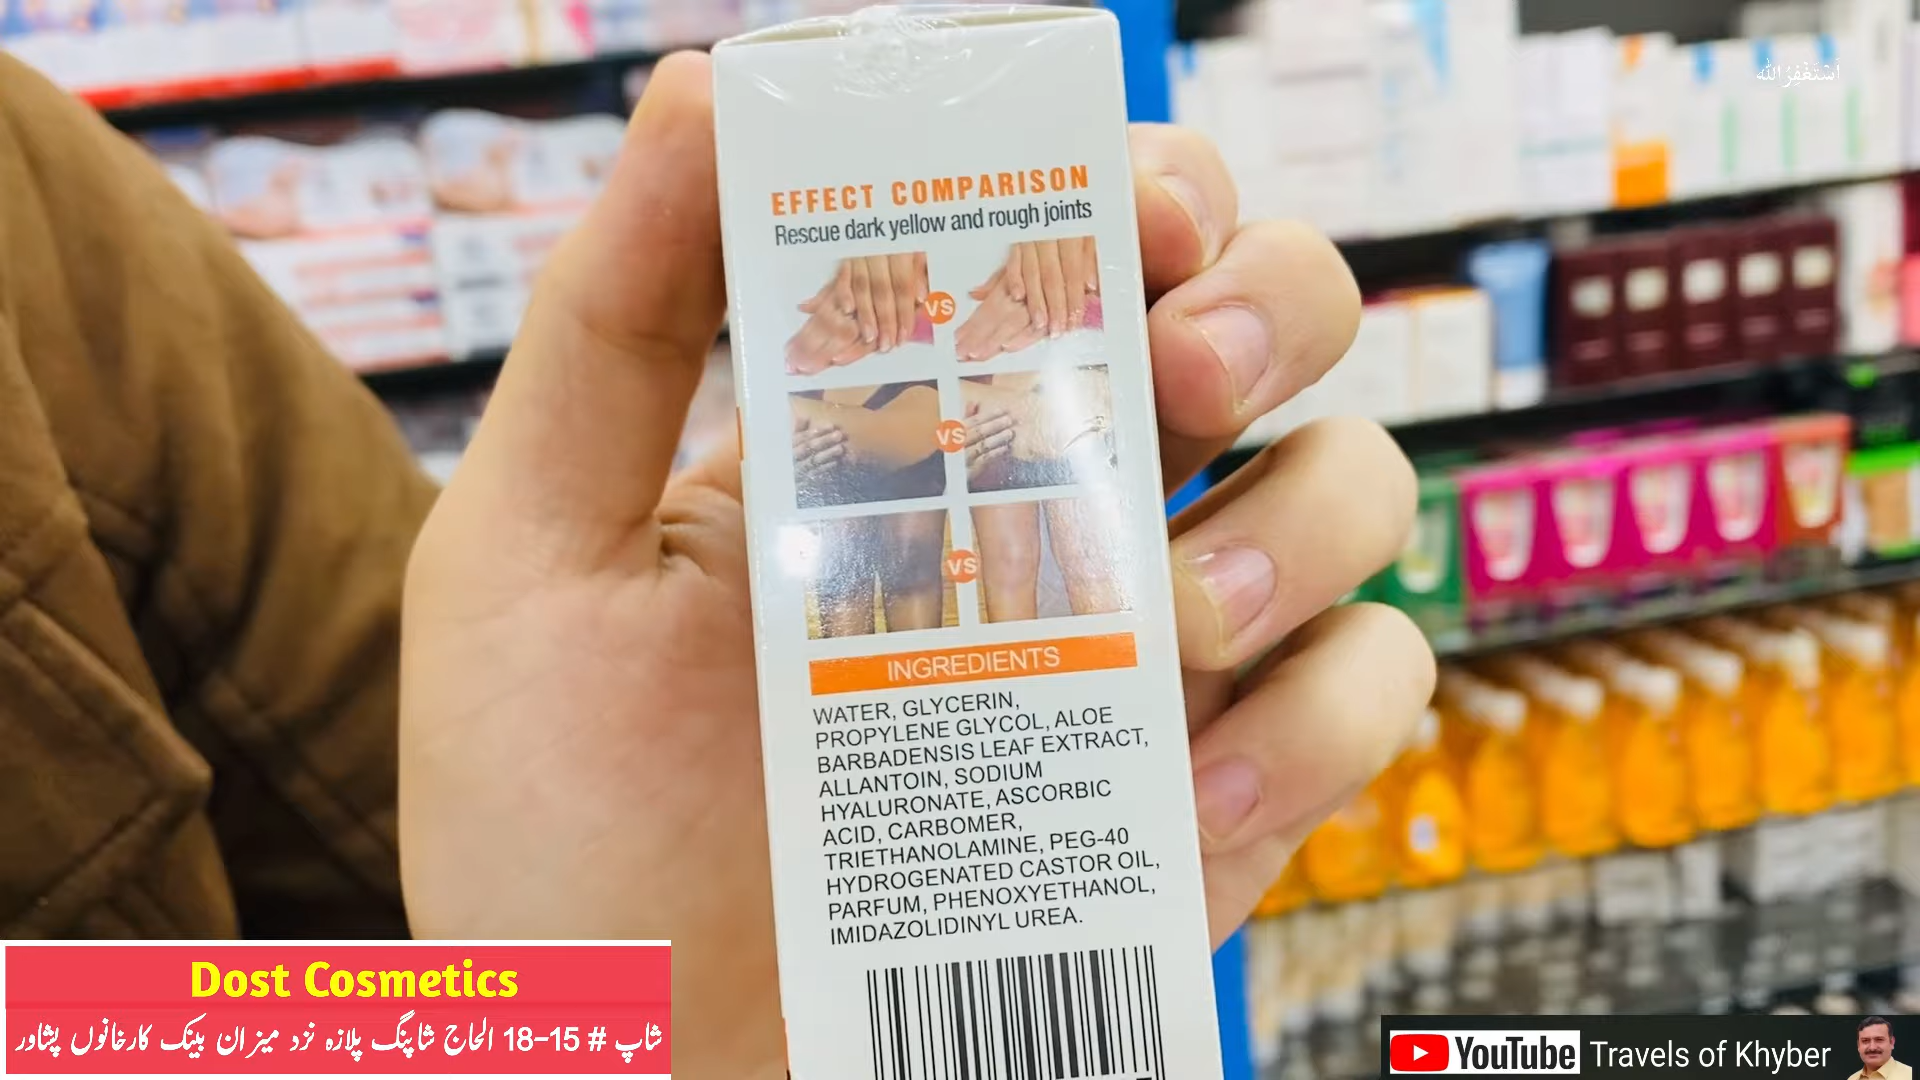 اَسْتَغْفِرُاللّٰه
EFFECT COMPARISON
Rescue dark yellow and rough joints
VS
VS
VS
INGREDIENTS
WATER, GLYCERIN,
PROPYLENE GLYCOL, ALOE
BARBADENSIS LEAF EXTRACT,
ALLANTOIN, SODIUM
HYALURONATE, ASCORBIC
ACID, CARBOMER,
TRIETHANOLAMINE, PEG-40
HYDROGENATED CASTOR OIL,
PARFUM, PHENOXYETHANOL,
IMIDAZOLIDINYL UREA.
Dost Cosmetics
شاپ # 15-18 الحاج شاپنگ پلازہ نزد میزان بینک کارخانوں پشاور
YouTube Travels of Khyber